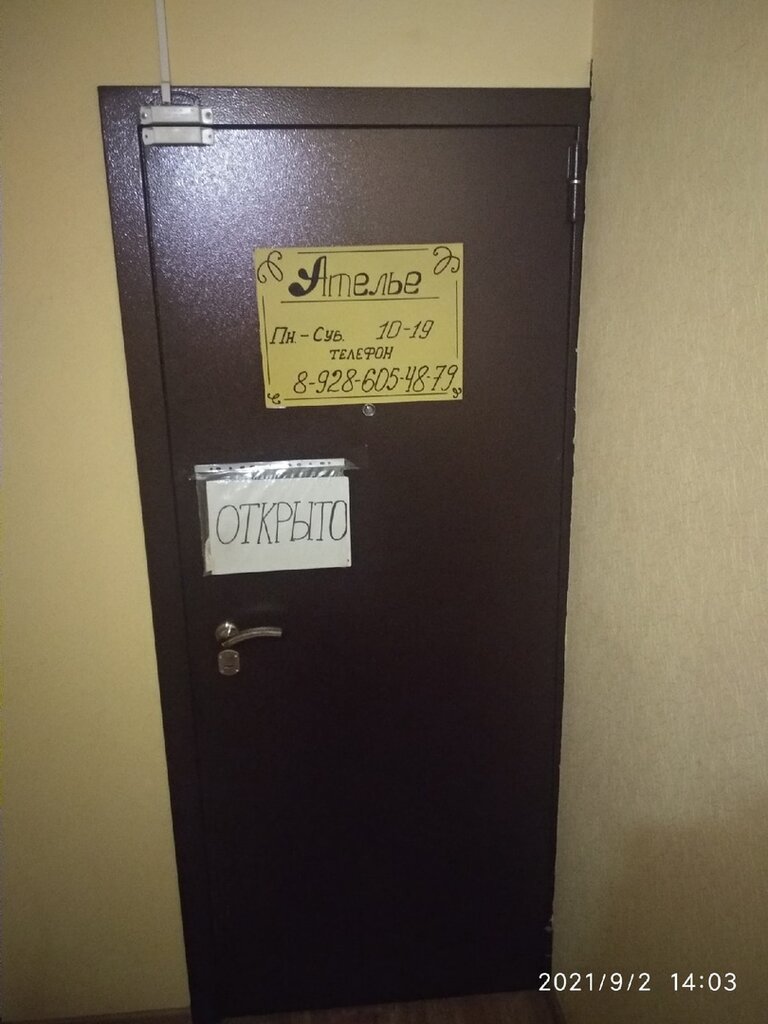 Ателье
Пн.-Суб. 10-19
ТЕЛЕФОН
8-928-605-48-79
ОТКРЫТО
2021/9/2 14:03